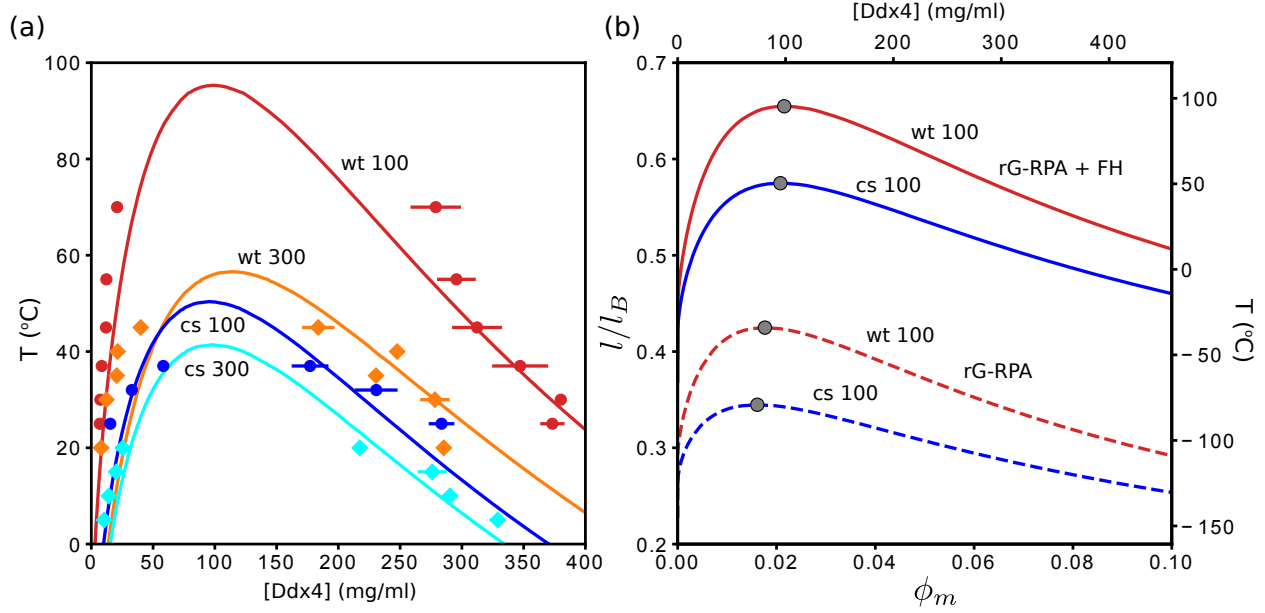 (a)
100
80
60
40
20
0
T (°C)
0 50 100 150 200 250 300 350 400
[Ddx4] (mg/ml)
wt 100
wt 300
cs 100
cs 300
(b)
[Ddx4] (mg/ml)
0 100 200 300 400
0.7
0.6
0.5
0.4
0.3
0.2
l/l_B
0.00 0.02 0.04 0.06 0.08 0.10
ϕ_m
100
50
0
−50
−100
−150
T (°C)
wt 100
rG-RPA + FH
cs 100
wt 100
rG-RPA
cs 100